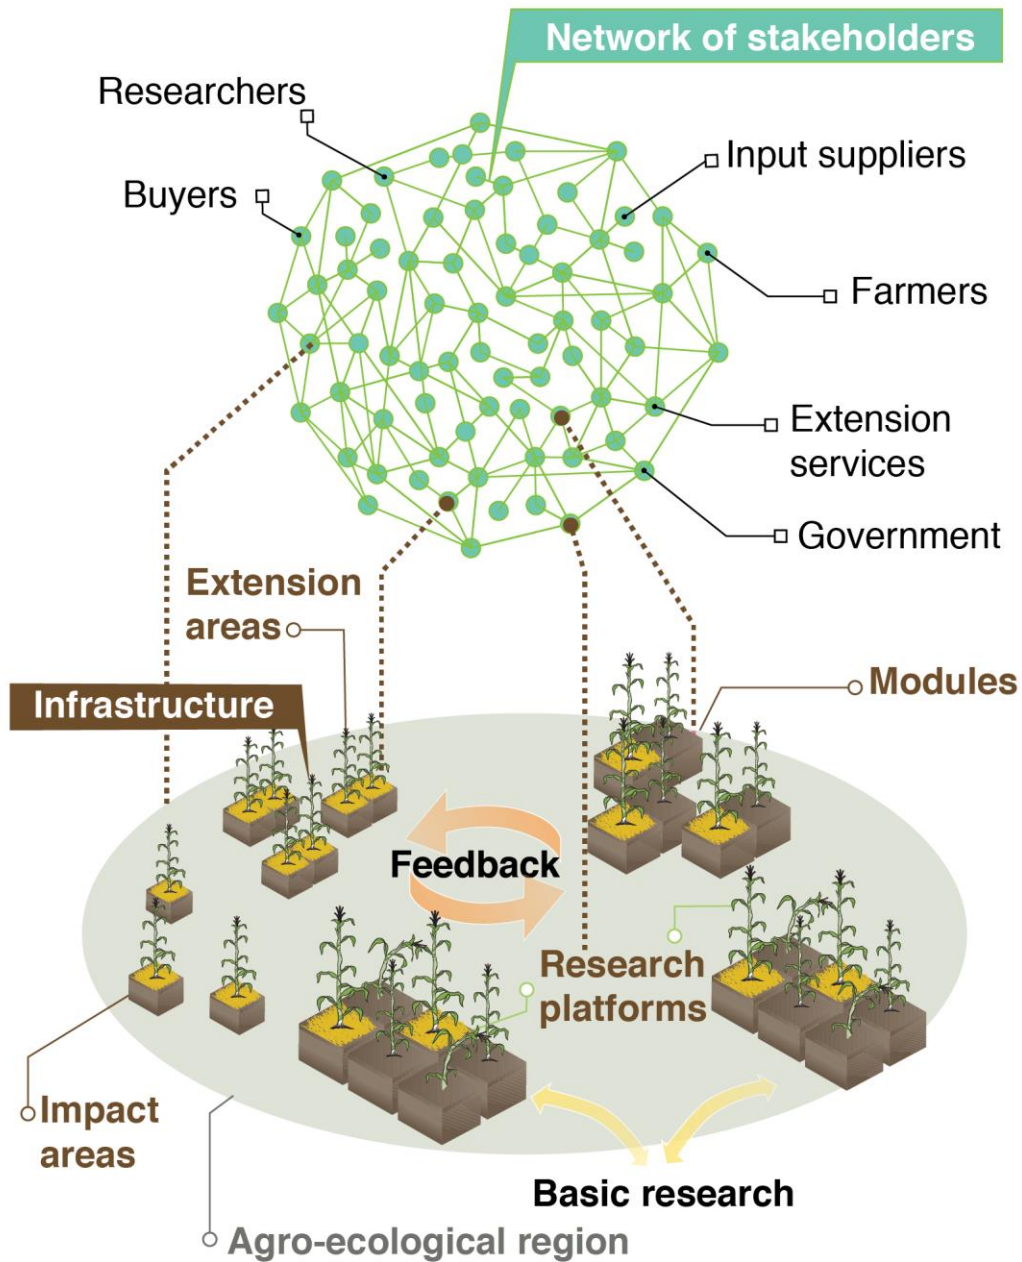 Network of stakeholders
Researchers
Input suppliers
Buyers
Farmers
Extension
services
Government
Extension
areas
Modules
Infrastructure
Feedback
Research
platforms
Impact
areas
Basic research
Agro-ecological region